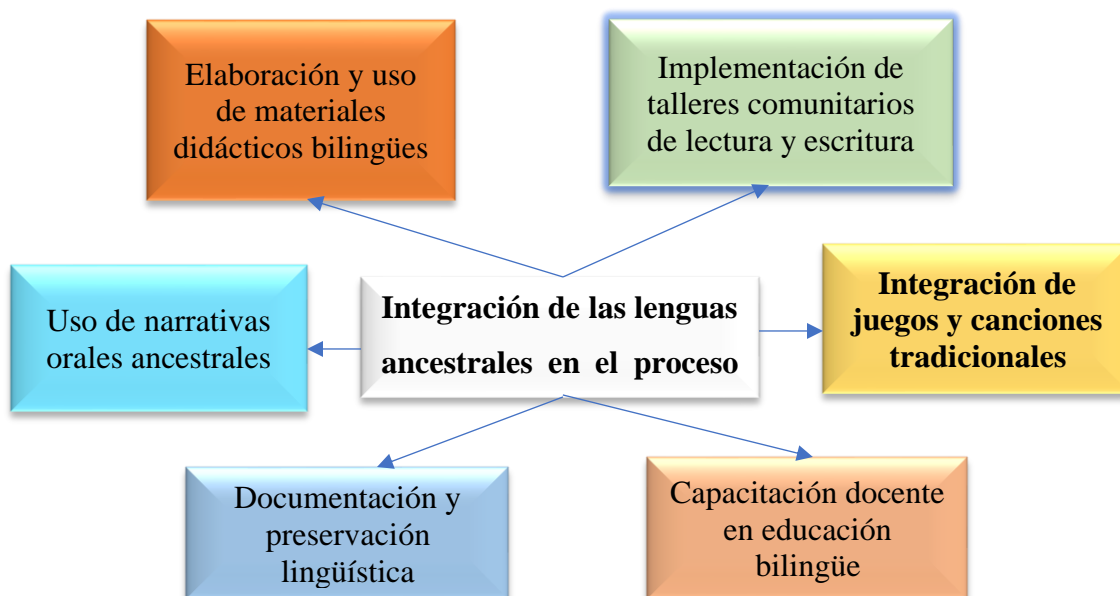 Elaboración y uso
de materiales
didácticos bilingües
Implementación de
talleres comunitarios
de lectura y escritura
Uso de narrativas
orales ancestrales
Integración de las lenguas
ancestrales en el proceso
Integración de
juegos y canciones
tradicionales
Documentación y
preservación
lingüística
Capacitación docente
en educación
bilingüe